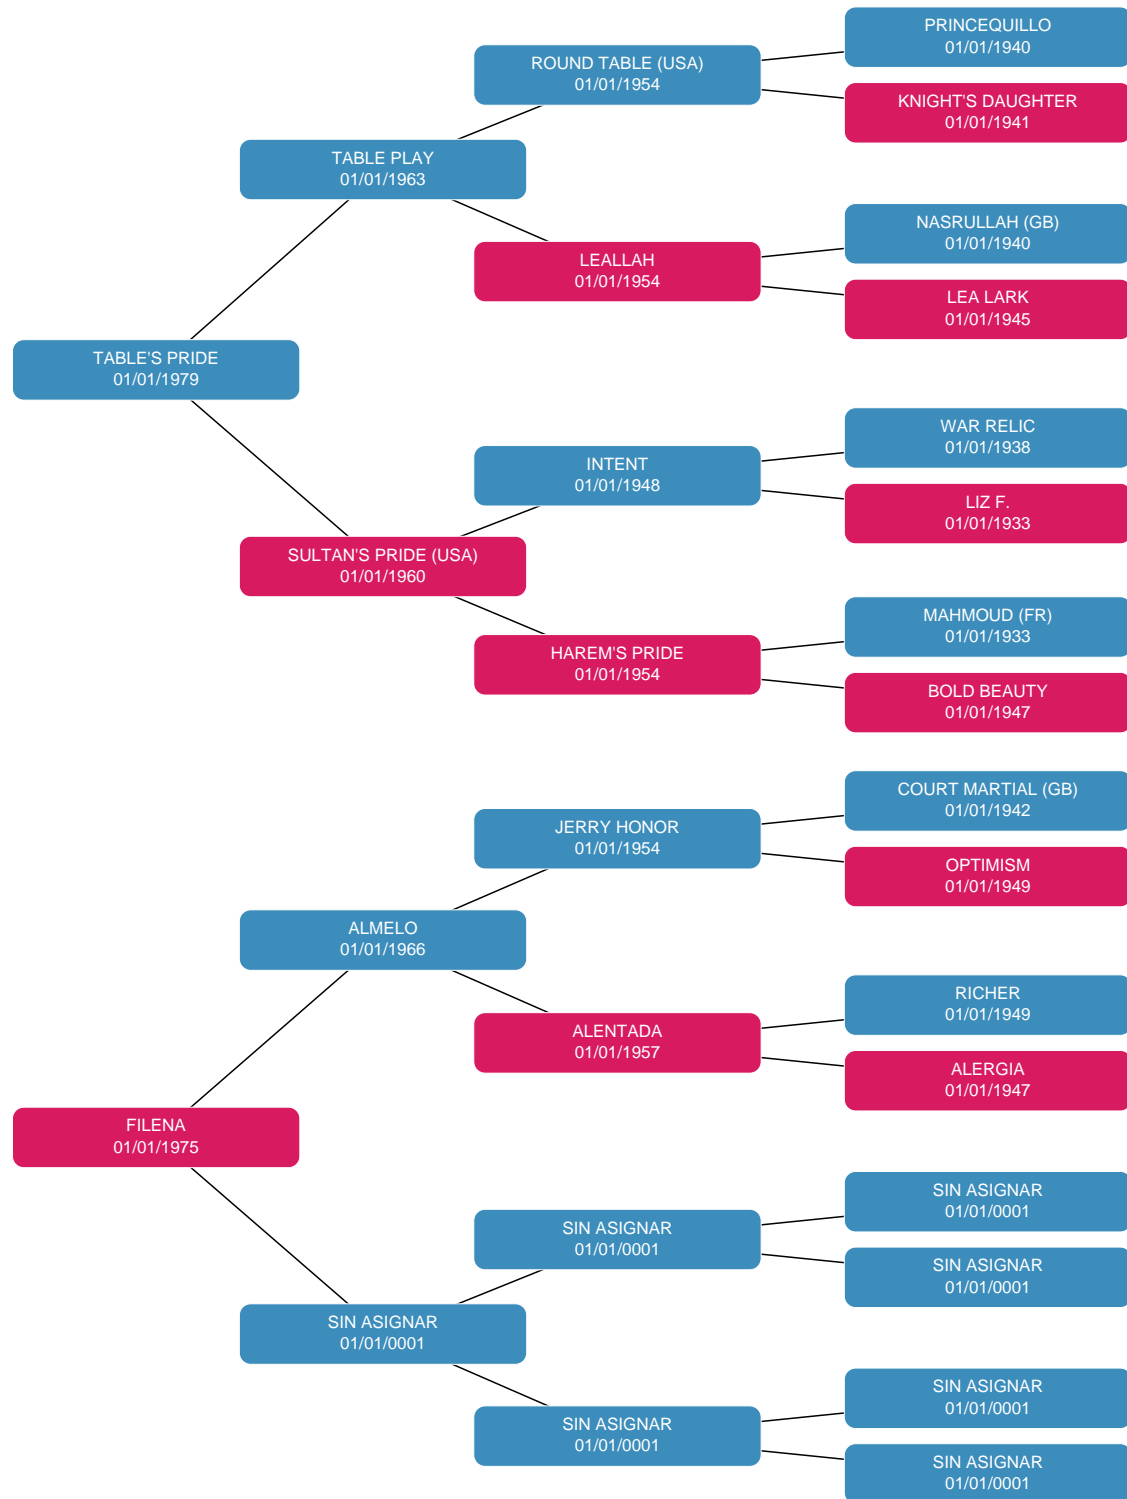 PRINCEQUILLO
01/01/1940
ROUND TABLE (USA)
01/01/1954
KNIGHT'S DAUGHTER
01/01/1941
TABLE PLAY
01/01/1963
NASRULLAH (GB)
01/01/1940
LEALLAH
01/01/1954
LEA LARK
01/01/1945
TABLE'S PRIDE
01/01/1979
WAR RELIC
01/01/1938
INTENT
01/01/1948
LIZ F.
01/01/1933
SULTAN'S PRIDE (USA)
01/01/1960
MAHMOUD (FR)
01/01/1933
HAREM'S PRIDE
01/01/1954
BOLD BEAUTY
01/01/1947
COURT MARTIAL (GB)
01/01/1942
JERRY HONOR
01/01/1954
OPTIMISM
01/01/1949
ALMELO
01/01/1966
RICHER
01/01/1949
ALENTADA
01/01/1957
ALERGIA
01/01/1947
FILENA
01/01/1975
SIN ASIGNAR
01/01/0001
SIN ASIGNAR
01/01/0001
SIN ASIGNAR
01/01/0001
SIN ASIGNAR
01/01/0001
SIN ASIGNAR
01/01/0001
SIN ASIGNAR
01/01/0001
SIN ASIGNAR
01/01/0001